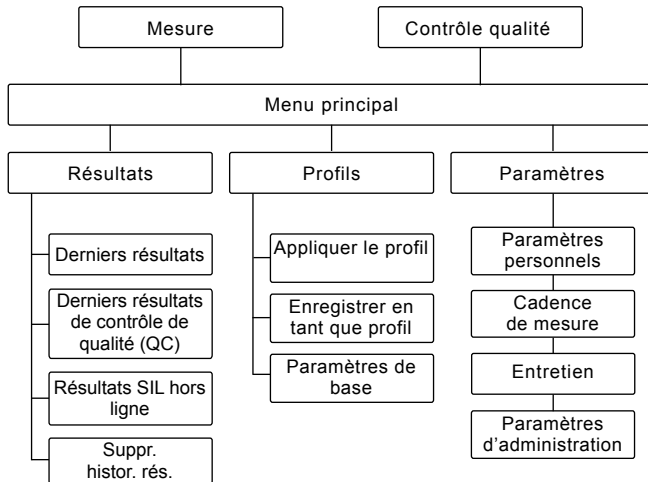 Mesure
Contrôle qualité
Menu principal
Résultats
Profils
Paramètres
Derniers résultats
Derniers résultats
de contrôle de
qualité (QC)
Résultats SIL hors
ligne
Suppr.
histor. rés.
Appliquer le profil
Enregistrer en
tant que profil
Paramètres de
base
Paramètres
personnels
Cadence
de mesure
Entretien
Paramètres
d’administration